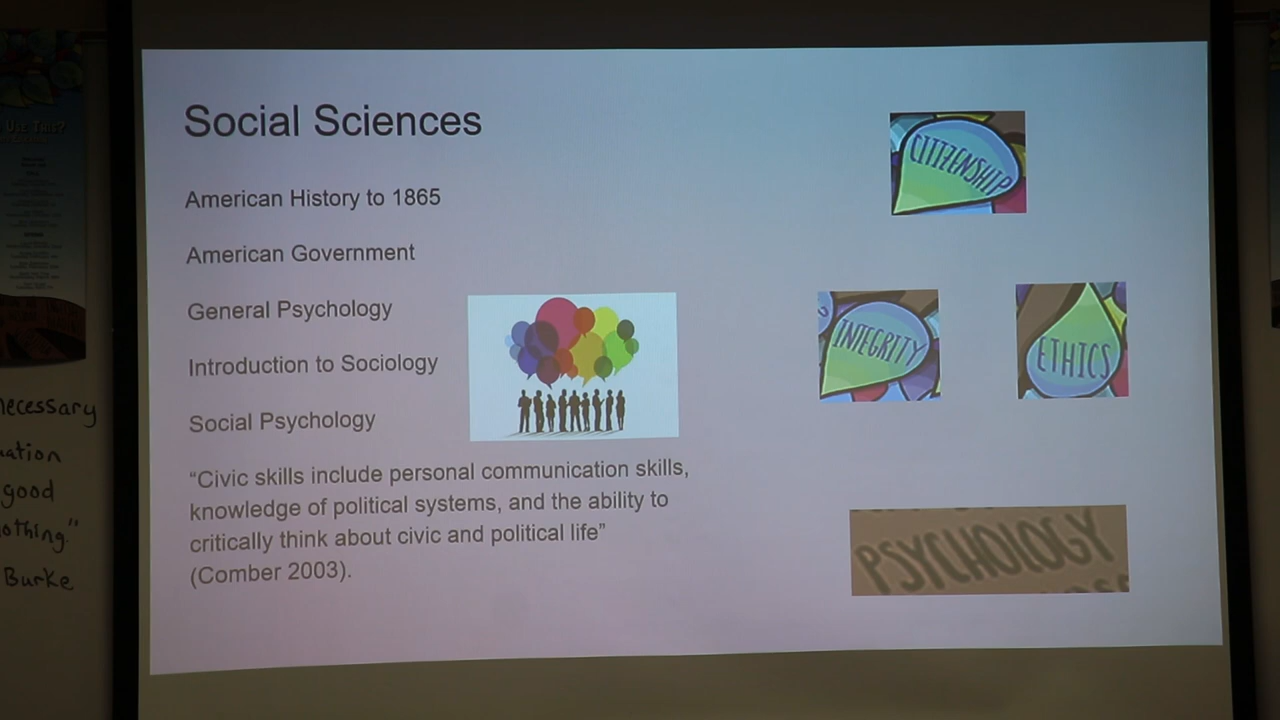 Use This?
Social Sciences
American History to 1865
American Government
General Psychology
Introduction to Sociology
Social Psychology
“Civic skills include personal communication skills,
knowledge of political systems, and the ability to
critically think about civic and political life”
(Comber 2003).
CITIZENSHIP
INTEGRITY
ETHICS
PSYCHOLOGY
necessary
good
Burke